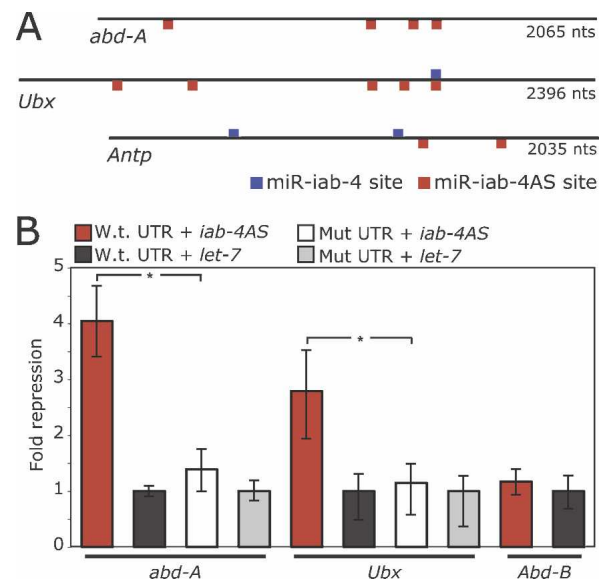 A
abd-A
2065 nts
Ubx
2396 nts
Antp
2035 nts
miR-iab-4 site
miR-iab-4AS site
B
W.t. UTR + iab-4AS
Mut UTR + iab-4AS
W.t. UTR + let-7
Mut UTR + let-7
Fold repression
5
4
3
2
1
0
*
*
abd-A
Ubx
Abd-B